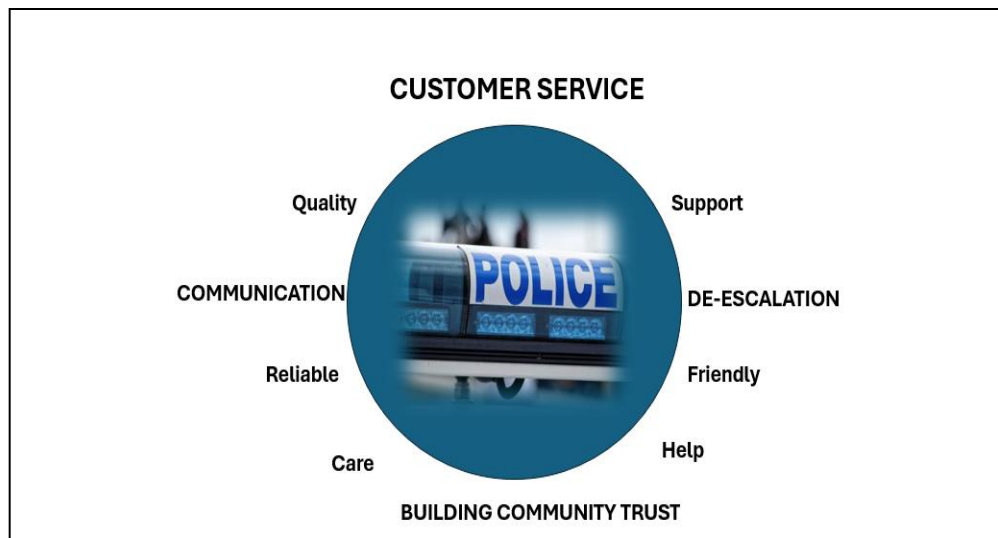 CUSTOMER SERVICE
Quality
Support
COMMUNICATION
POLICE
DE-ESCALATION
Reliable
Friendly
Care
Help
BUILDING COMMUNITY TRUST